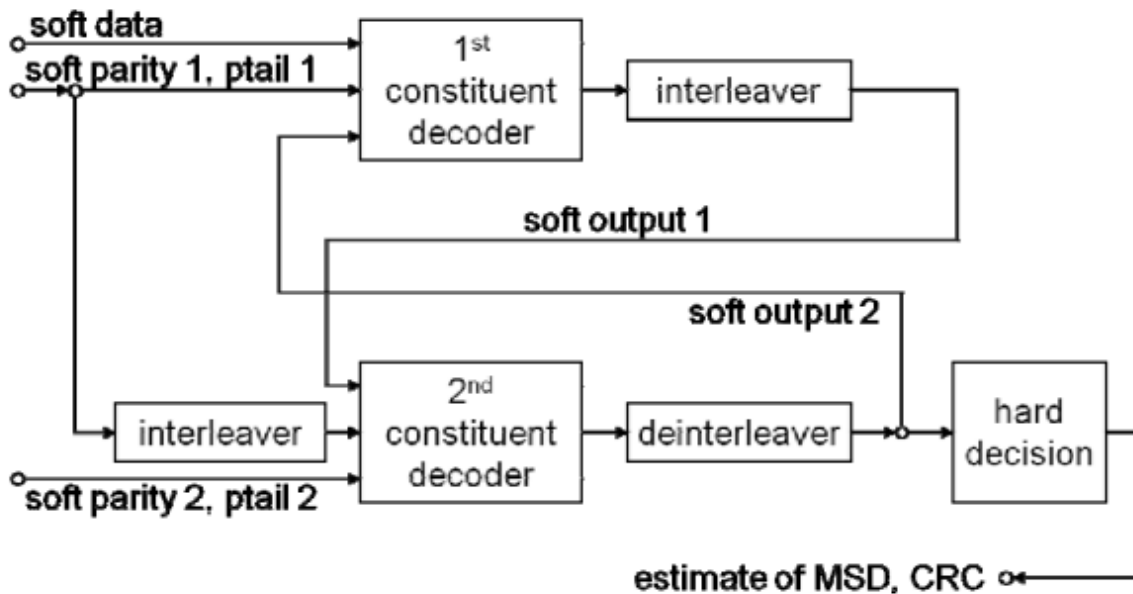 soft data
soft parity 1, ptail 1
1st
constituent
decoder
interleaver
soft output 1
soft output 2
interleaver
2nd
constituent
decoder
deinterleaver
hard
decision
soft parity 2, ptail 2
estimate of MSD, CRC